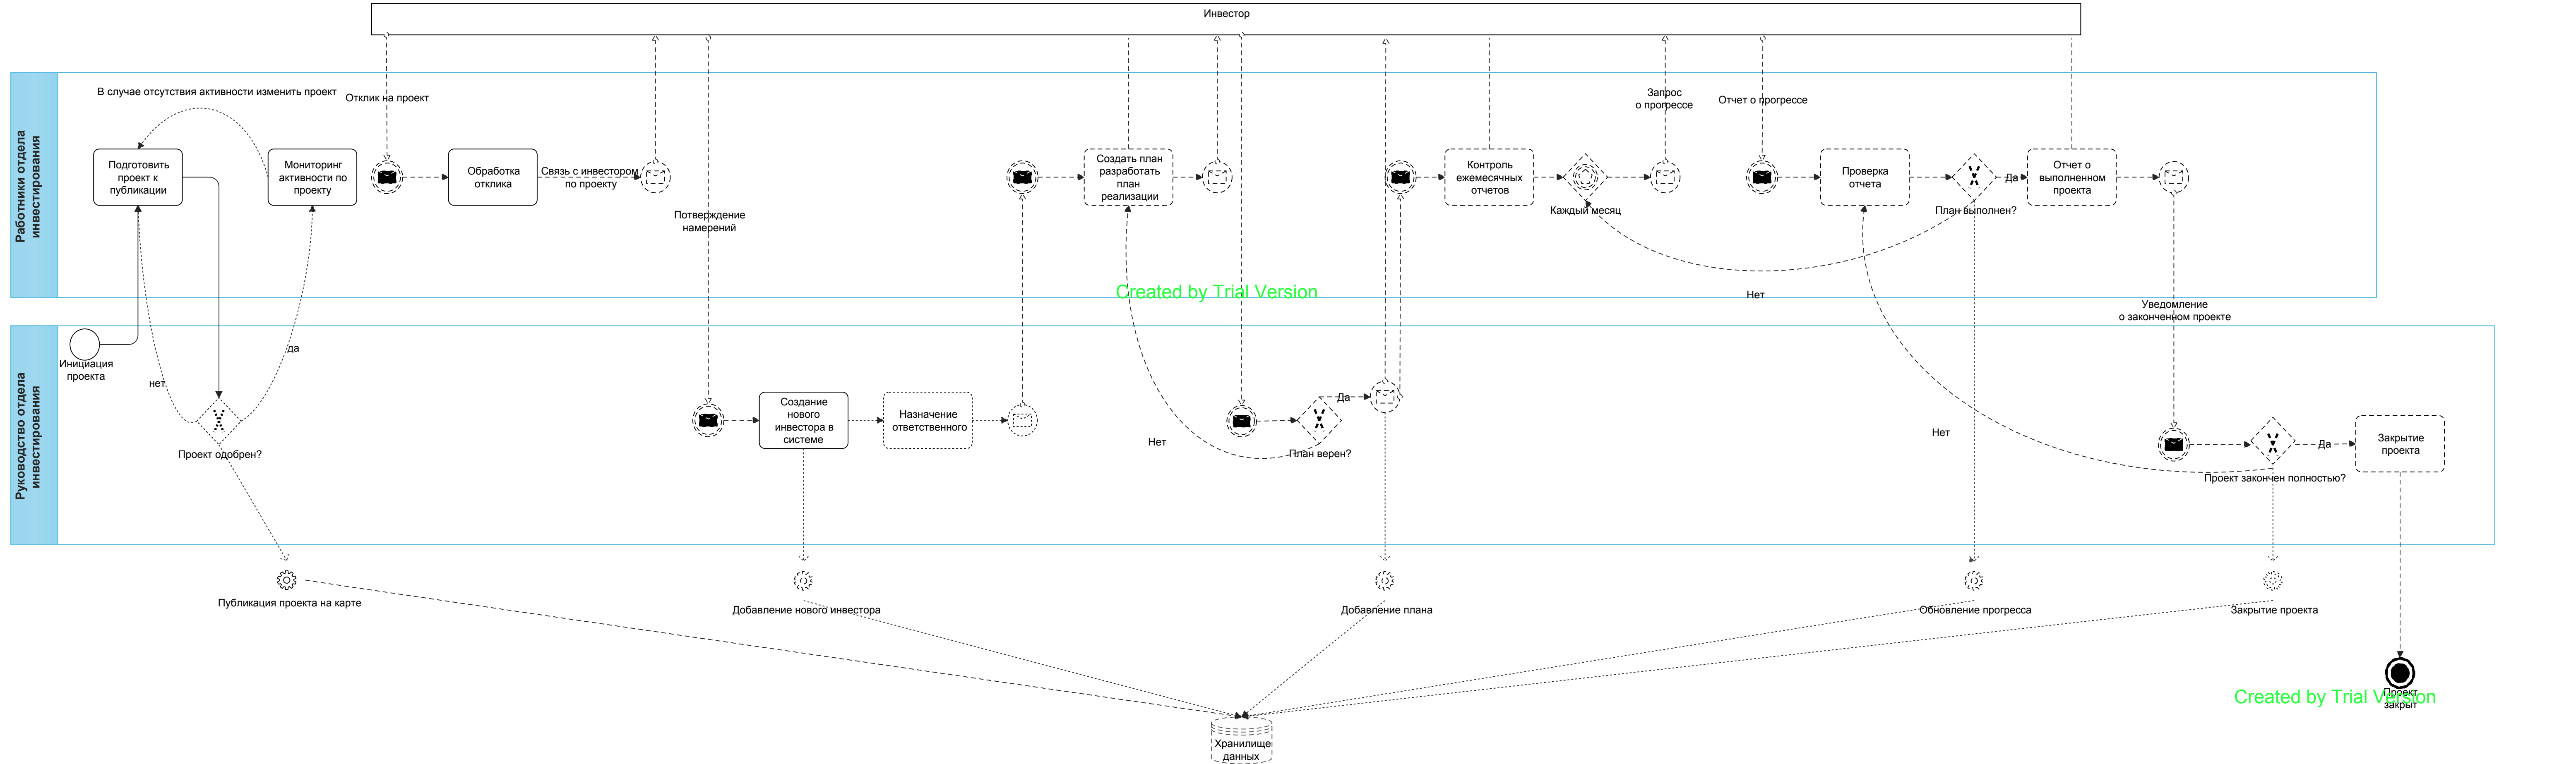 Инвестор
Работники отдела
инвестирования
В случае отсутствия активности изменить проект
Отклик на проект
Подготовить
проект к
публикации
Мониторинг
активности по
проекту
Обработка
отклика
Связь с инвестором
по проекту
Потверждение
намерений
Создать план
разработать
план
реализации
Контроль
ежемесячных
отчетов
Каждый месяц
Запрос
о прогрессе
Отчет о прогрессе
Проверка
отчета
План выполнен?
Да
Отчет о
выполненном
проекта
Нет
Created by Trial Version
Уведомление
о законченном проекте
Руководство отдела
инвестирования
Инициация
проекта
нет
да
Проект одобрен?
Создание
нового
инвестора в
системе
Назначение
ответственного
Нет
План верен?
Да
Нет
Проект закончен полностью?
Да
Закрытие
проекта
Публикация проекта на карте
Добавление нового инвестора
Добавление плана
Обновление прогресса
Закрытие проекта
Проект
закрыт
Created by Trial Version
Хранилище
данных